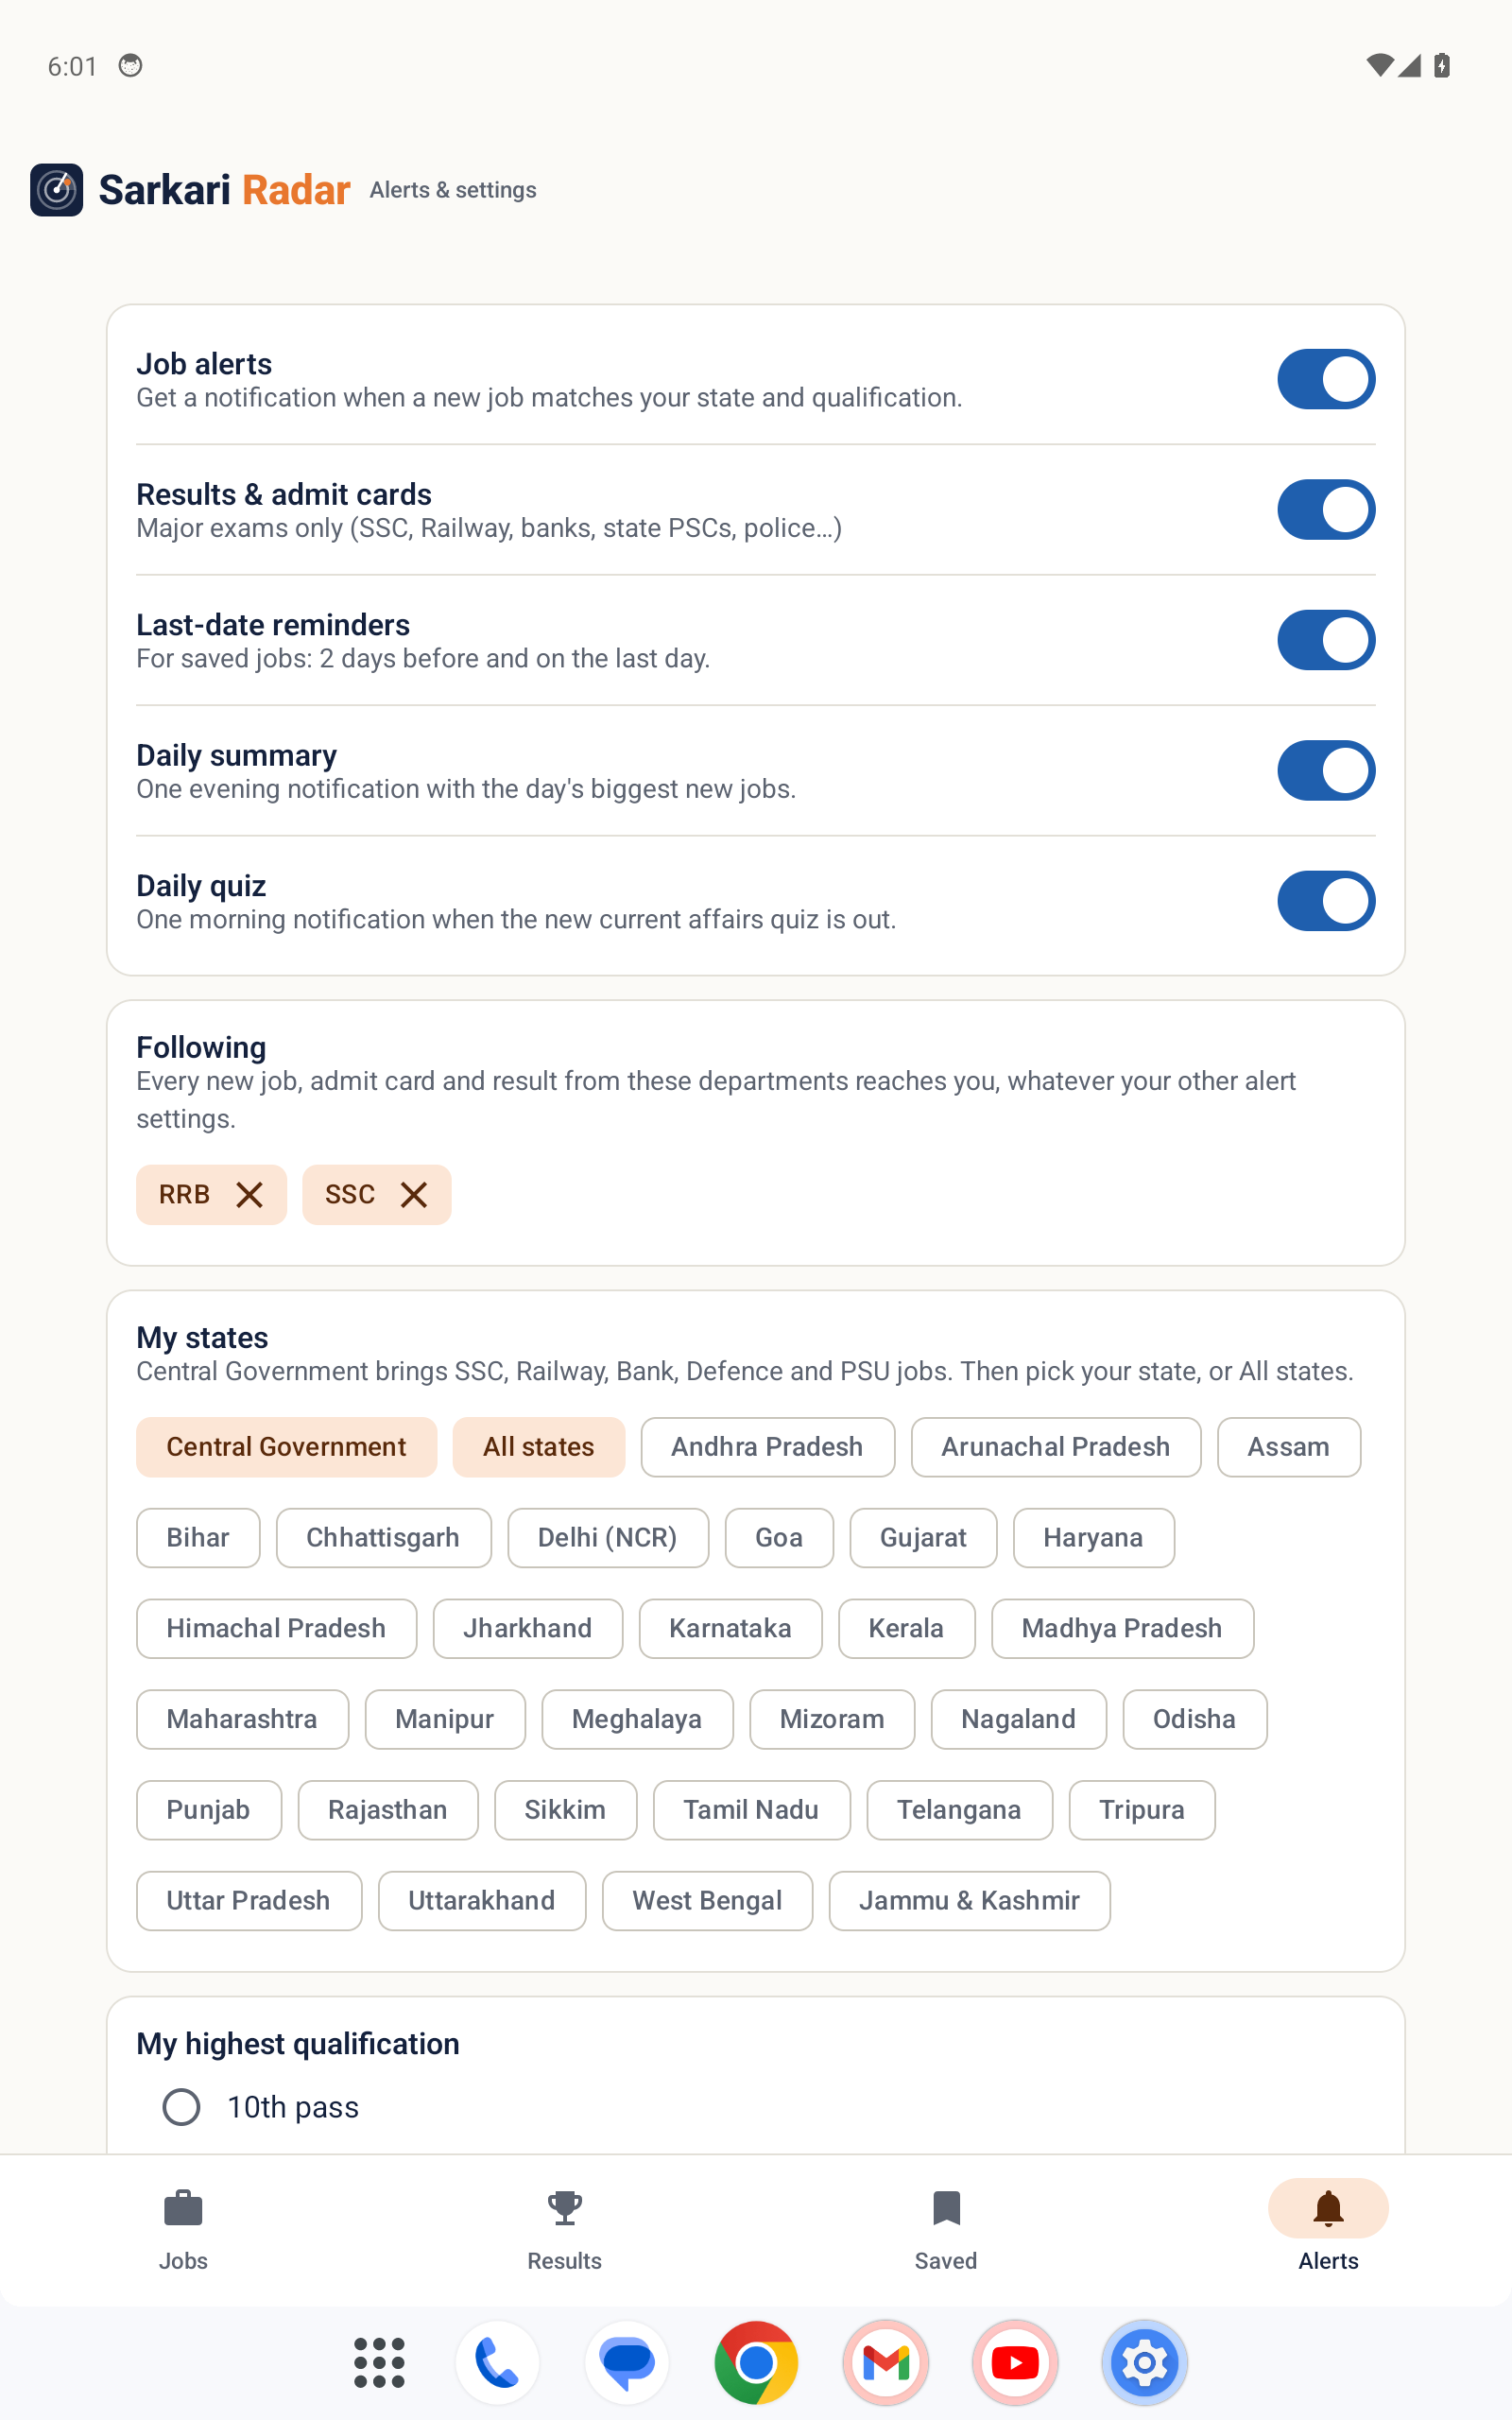 6:01
Sarkari Radar Alerts & settings
Job alerts
Get a notification when a new job matches your state and qualification.
Results & admit cards
Major exams only (SSC, Railway, banks, state PSCs, police…)
Last-date reminders
For saved jobs: 2 days before and on the last day.
Daily summary
One evening notification with the day's biggest new jobs.
Daily quiz
One morning notification when the new current affairs quiz is out.
Following
Every new job, admit card and result from these departments reaches you, whatever your other alert
settings.
RRB SSC
My states
Central Government brings SSC, Railway, Bank, Defence and PSU jobs. Then pick your state, or All states.
Central Government All states Andhra Pradesh Arunachal Pradesh Assam
Bihar Chhattisgarh Delhi (NCR) Goa Gujarat Haryana
Himachal Pradesh Jharkhand Karnataka Kerala Madhya Pradesh
Maharashtra Manipur Meghalaya Mizoram Nagaland Odisha
Punjab Rajasthan Sikkim Tamil Nadu Telangana Tripura
Uttar Pradesh Uttarakhand West Bengal Jammu & Kashmir
My highest qualification
10th pass
Jobs Results Saved Alerts